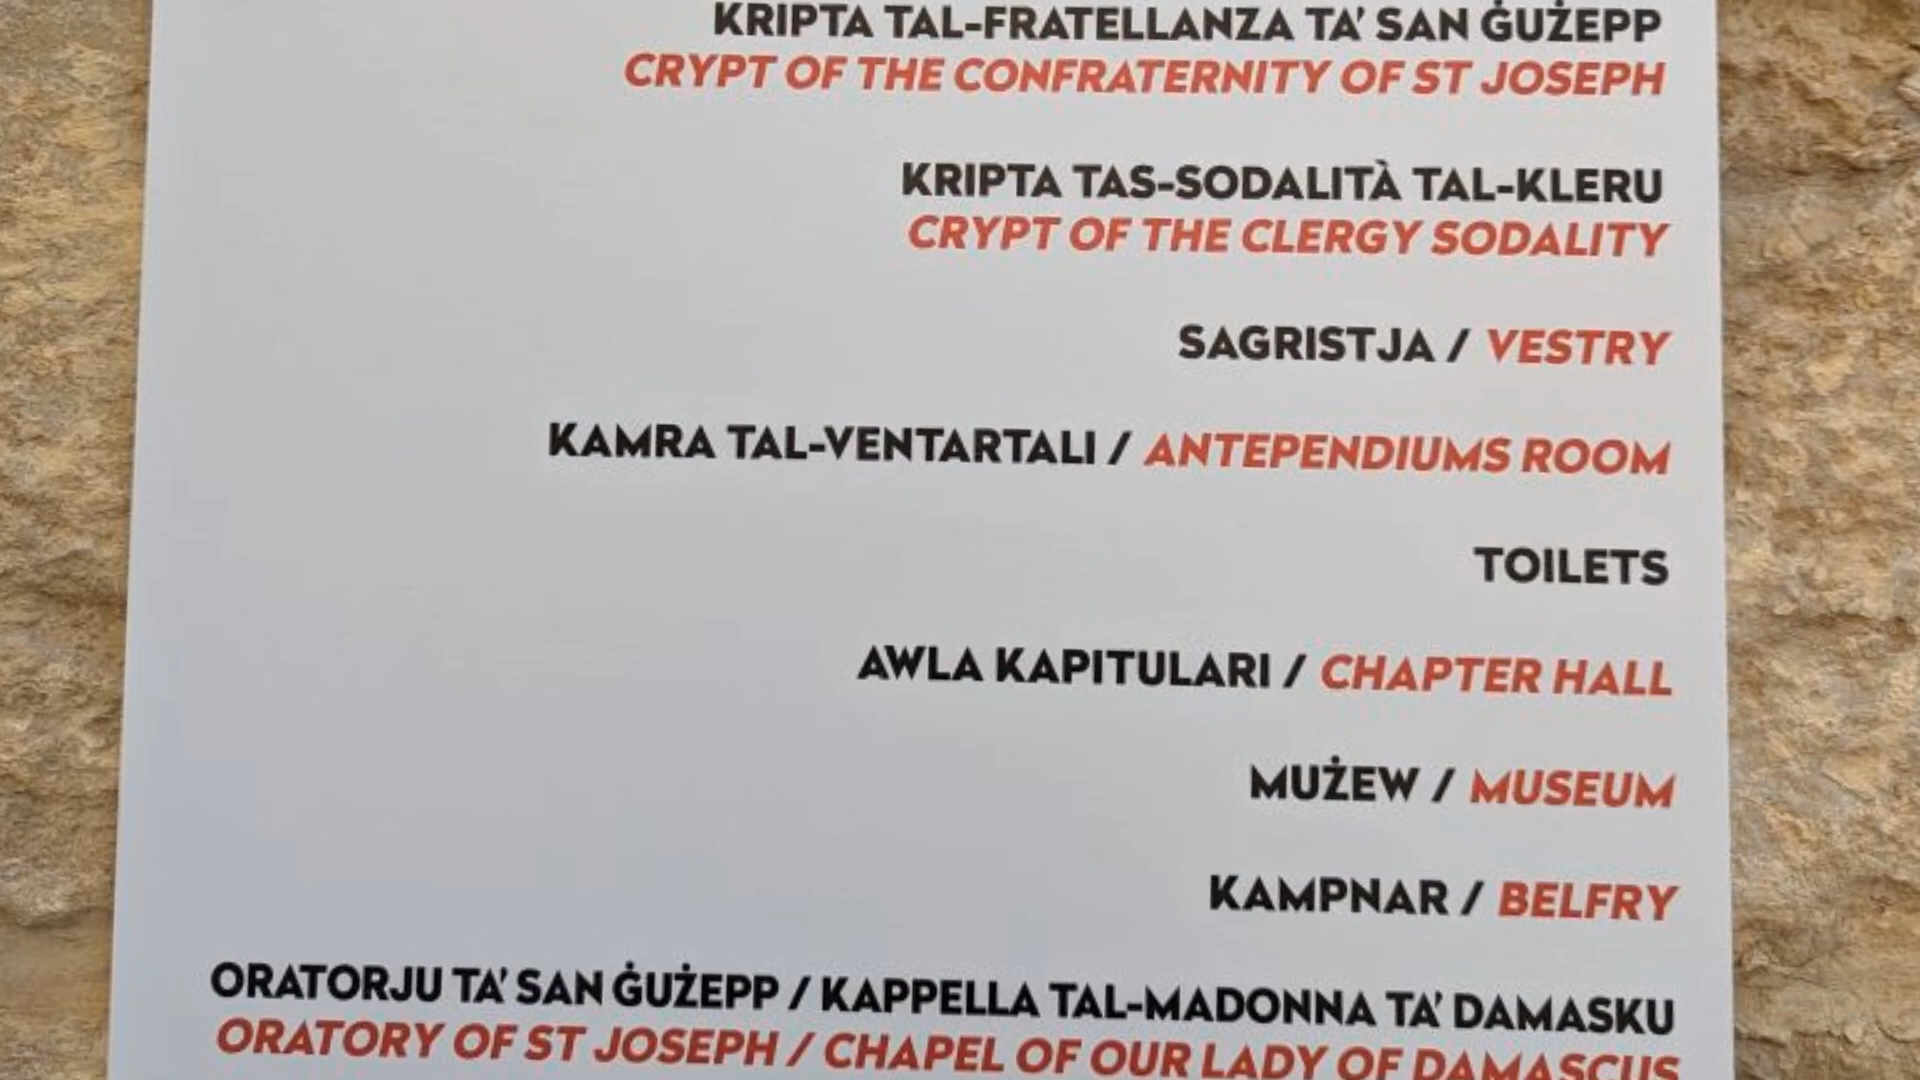 KRIPTA TAL-FRATELLANZA TA' SAN ĠUŻEPP
CRYPT OF THE CONFRATERNITY OF ST JOSEPH
KRIPTA TAS-SODALITÀ TAL-KLERU
CRYPT OF THE CLERGY SODALITY
SAGRISTJA / VESTRY
KAMRA TAL-VENTARTALI / ANTEPENDIUMS ROOM
TOILETS
AWLA KAPITULARI / CHAPTER HALL
MUŻEW / MUSEUM
KAMPNAR / BELFRY
ORATORJU TA' SAN ĠUŻEPP / KAPPELLA TAL-MADONNA TA' DAMASKU
ORATORY OF ST JOSEPH / CHAPEL OF OUR LADY OF DAMASCUS